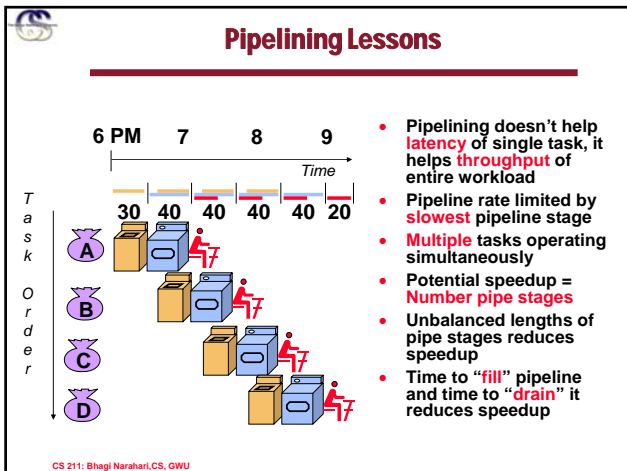 Pipelining Lessons
6 PM 7 8 9
Time
30 40 40 40 40 20
Task Order
A
B
C
D
• Pipelining doesn't help
latency of single task, it
helps throughput of
entire workload
• Pipeline rate limited by
slowest pipeline stage
• Multiple tasks operating
simultaneously
• Potential speedup =
Number pipe stages
• Unbalanced lengths of
pipe stages reduces
speedup
• Time to “fill” pipeline
and time to “drain” it
reduces speedup
CS 211: Bhagi Narahari,CS, GWU